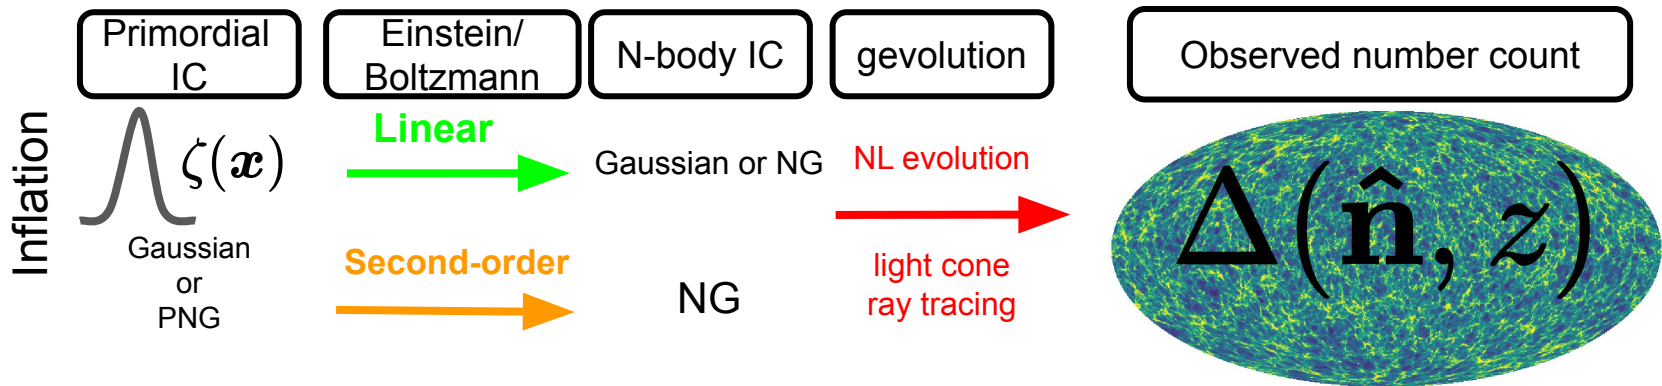 Primordial
IC
Einstein/
Boltzmann
N-body IC
gevolution
Observed number count
Inflation
ζ(𝒙)
Gaussian
or
PNG
Linear
Second-order
Gaussian or NG
NG
NL evolution
light cone
ray tracing
Δ(n̂, z)